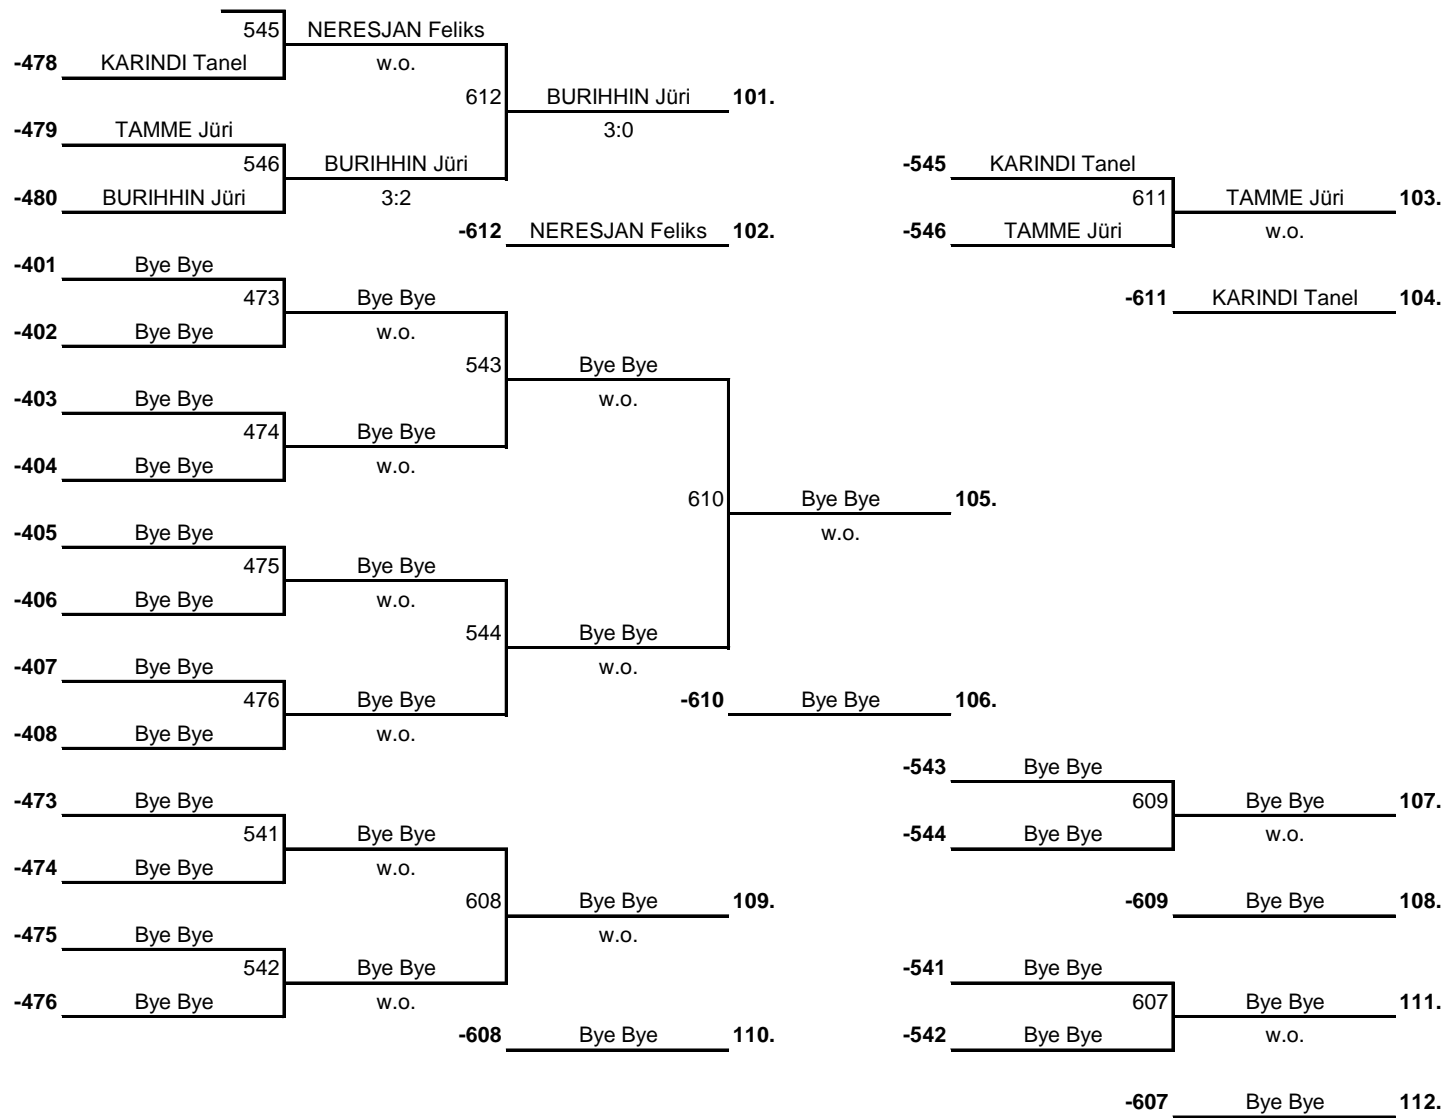 545 NERESJAN Feliks
-478 KARINDI Tanel w.o.
612 BURIHHIN Jüri 101.
-479 TAMME Jüri 3:0
546 BURIHHIN Jüri -545 KARINDI Tanel
-480 BURIHHIN Jüri 3:2 611 TAMME Jüri 103.
-612 NERESJAN Feliks 102. -546 TAMME Jüri w.o.
-401 Bye Bye
473 Bye Bye -611 KARINDI Tanel 104.
-402 Bye Bye w.o.
543 Bye Bye
-403 Bye Bye w.o.
474 Bye Bye
-404 Bye Bye w.o.
610 Bye Bye 105.
-405 Bye Bye w.o.
475 Bye Bye
-406 Bye Bye w.o.
544 Bye Bye
-407 Bye Bye w.o.
476 Bye Bye -610 Bye Bye 106.
-408 Bye Bye w.o.
-543 Bye Bye
-473 Bye Bye 609 Bye Bye 107.
541 Bye Bye -544 Bye Bye w.o.
-474 Bye Bye w.o.
608 Bye Bye 109. -609 Bye Bye 108.
-475 Bye Bye w.o.
542 Bye Bye -541 Bye Bye
-476 Bye Bye w.o. 607 Bye Bye 111.
-608 Bye Bye 110. -542 Bye Bye w.o.
-607 Bye Bye 112.